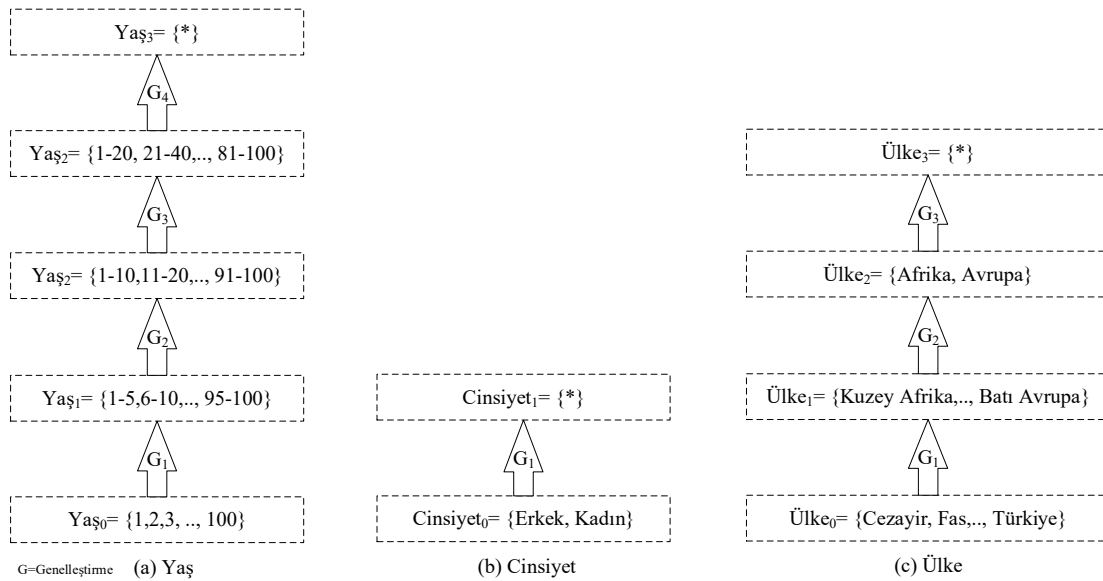 Yaş₃= {*}
G₄
Yaş₂= {1-20, 21-40,.., 81-100}
G₃
Yaş₂= {1-10,11-20,.., 91-100}
G₂
Yaş₁= {1-5,6-10,.., 95-100}
G₁
Yaş₀= {1,2,3, .., 100}
G=Genelleştirme
(a) Yaş
Cinsiyet₁= {*}
G₁
Cinsiyet₀= {Erkek, Kadın}
(b) Cinsiyet
Ülke₃= {*}
G₃
Ülke₂= {Afrika, Avrupa}
G₂
Ülke₁= {Kuzey Afrika,.., Batı Avrupa}
G₁
Ülke₀= {Cezayir, Fas,.., Türkiye}
(c) Ülke